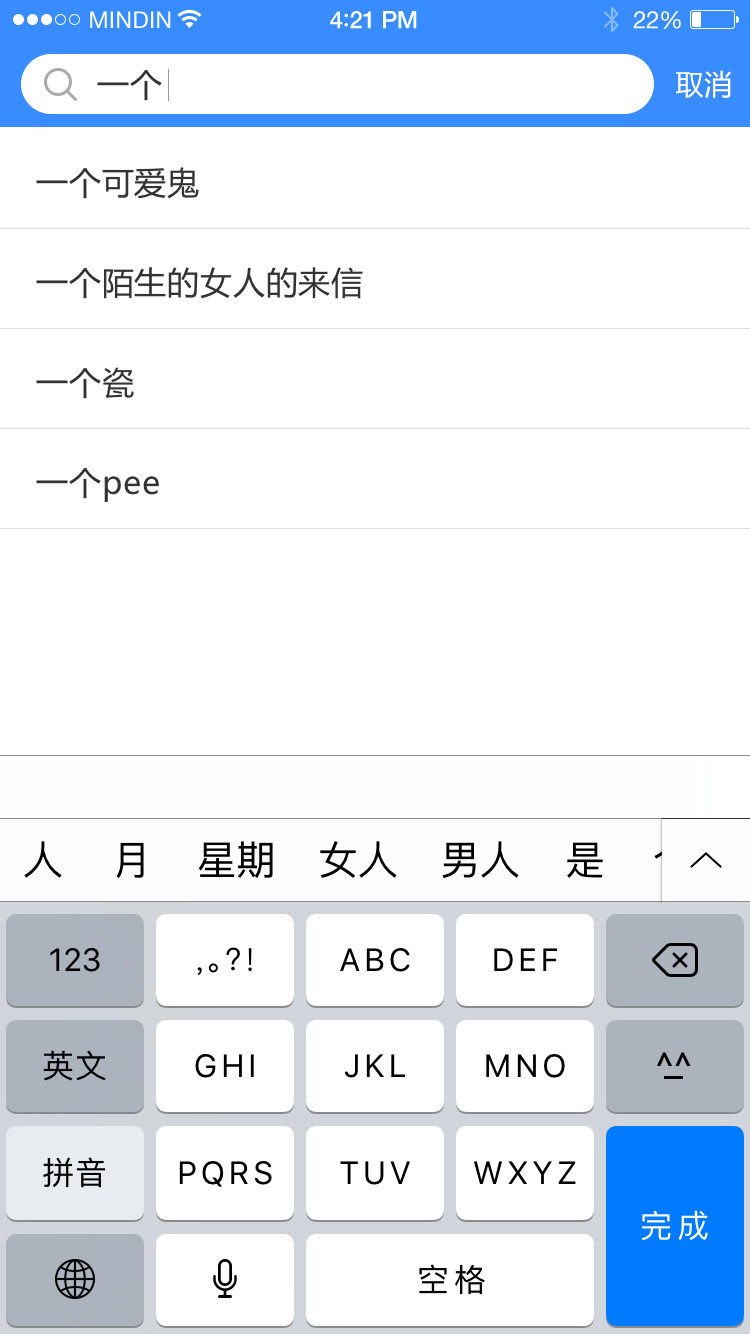 MINDIN 4:21 PM 22%
一个 取消
一个可爱鬼
一个陌生的女人的来信
一个瓷
一个pee
人 月 星期 女人 男人 是
123 ,。?! ABC DEF
英文 GHI JKL MNO ^^
拼音 PQRS TUV WXYZ
完成
空格